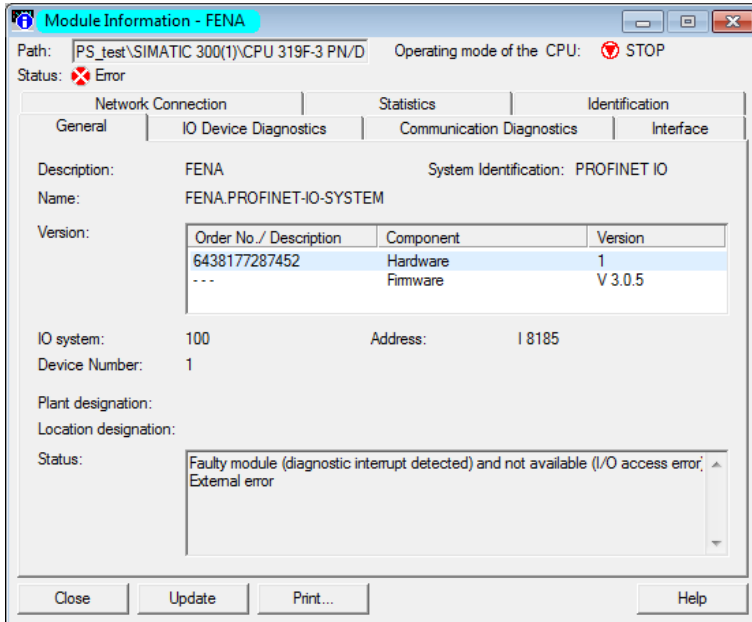 Module Information - FENA
Path: PS_test\SIMATIC 300(1)\CPU 319F-3 PN/D Operating mode of the CPU: STOP
Status: Error
Network Connection Statistics Identification
General IO Device Diagnostics Communication Diagnostics Interface
Description: FENA System Identification: PROFINET IO
Name: FENA.PROFINET-IO-SYSTEM
Version: Order No./ Description Component Version
6438177287452 Hardware 1
- - - Firmware V 3.0.5
IO system: 100 Address: I 8185
Device Number: 1
Plant designation:
Location designation:
Status: Faulty module (diagnostic interrupt detected) and not available (I/O access error)
External error
Close Update Print... Help